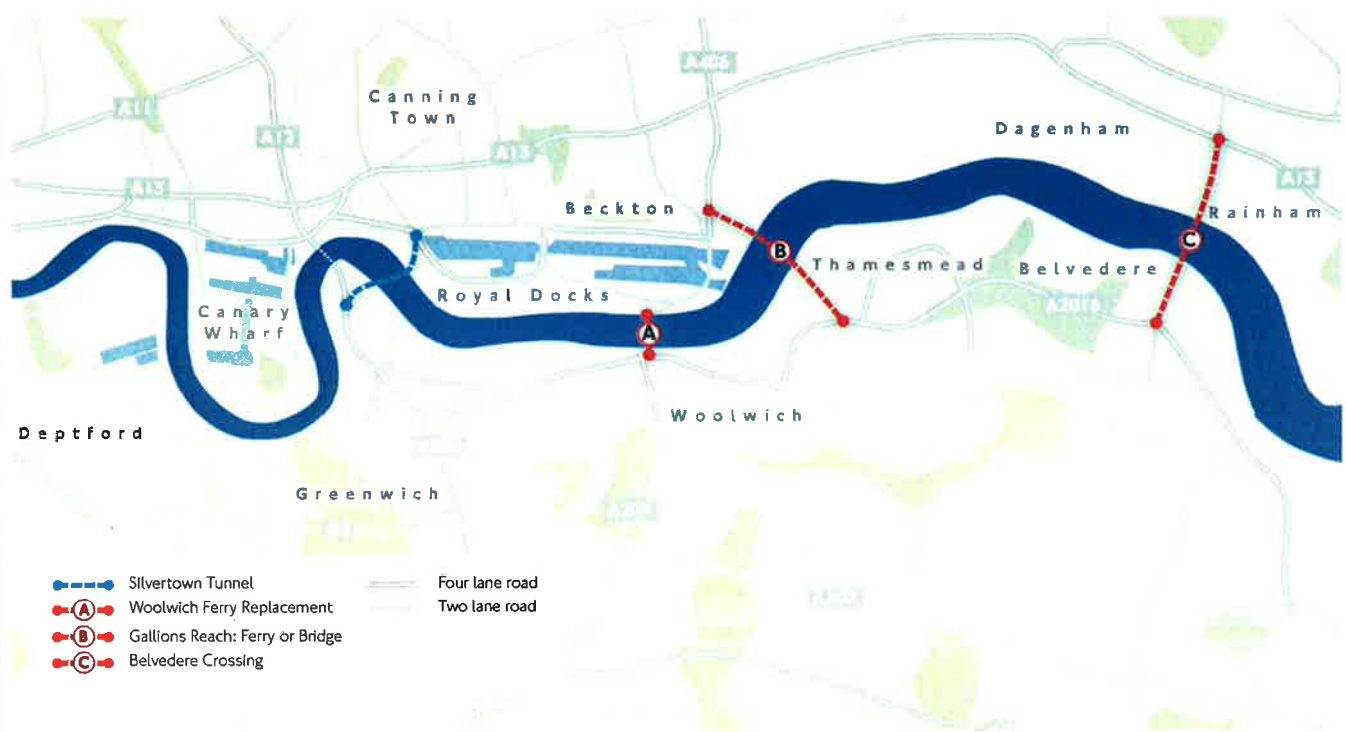 A406
Canning
Town
A11
A12
A13
Dagenham
A13
A13
Beckton
Rainham
B
C
Thamesmead
Belvedere
Royal Docks
A2016
Canary
Wharf
A
Woolwich
Deptford
Greenwich
Silvertown Tunnel
Four lane road
A Woolwich Ferry Replacement
Two lane road
B Gallions Reach: Ferry or Bridge
C Belvedere Crossing